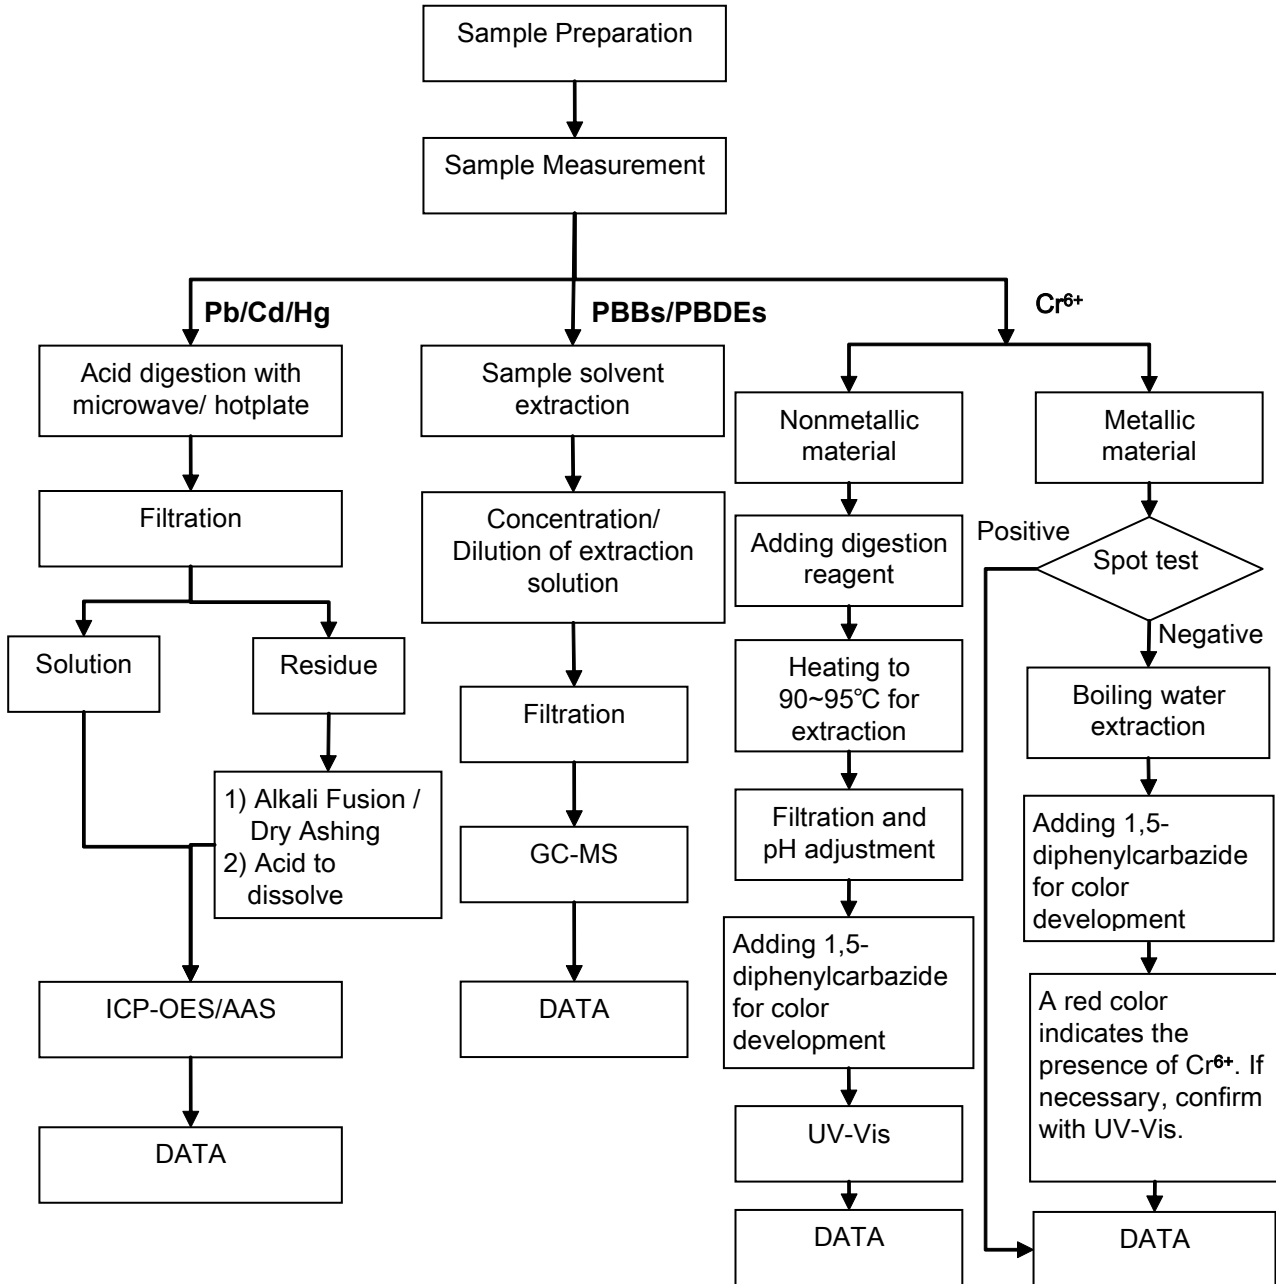 Sample Preparation
Sample Measurement
Pb/Cd/Hg
PBBs/PBDEs
Cr⁶⁺
Acid digestion with
microwave/ hotplate
Filtration
Solution
Residue
1) Alkali Fusion /
Dry Ashing
2) Acid to
dissolve
ICP-OES/AAS
DATA
Sample solvent
extraction
Concentration/
Dilution of extraction
solution
Filtration
GC-MS
DATA
Nonmetallic
material
Adding digestion
reagent
Heating to
90~95℃ for
extraction
Filtration and
pH adjustment
Adding 1,5-
diphenylcarbazide
for color
development
UV-Vis
DATA
Metallic
material
Spot test
Positive
Negative
Boiling water
extraction
Adding 1,5-
diphenylcarbazide
for color
development
A red color
indicates the
presence of Cr⁶⁺. If
necessary, confirm
with UV-Vis.
DATA